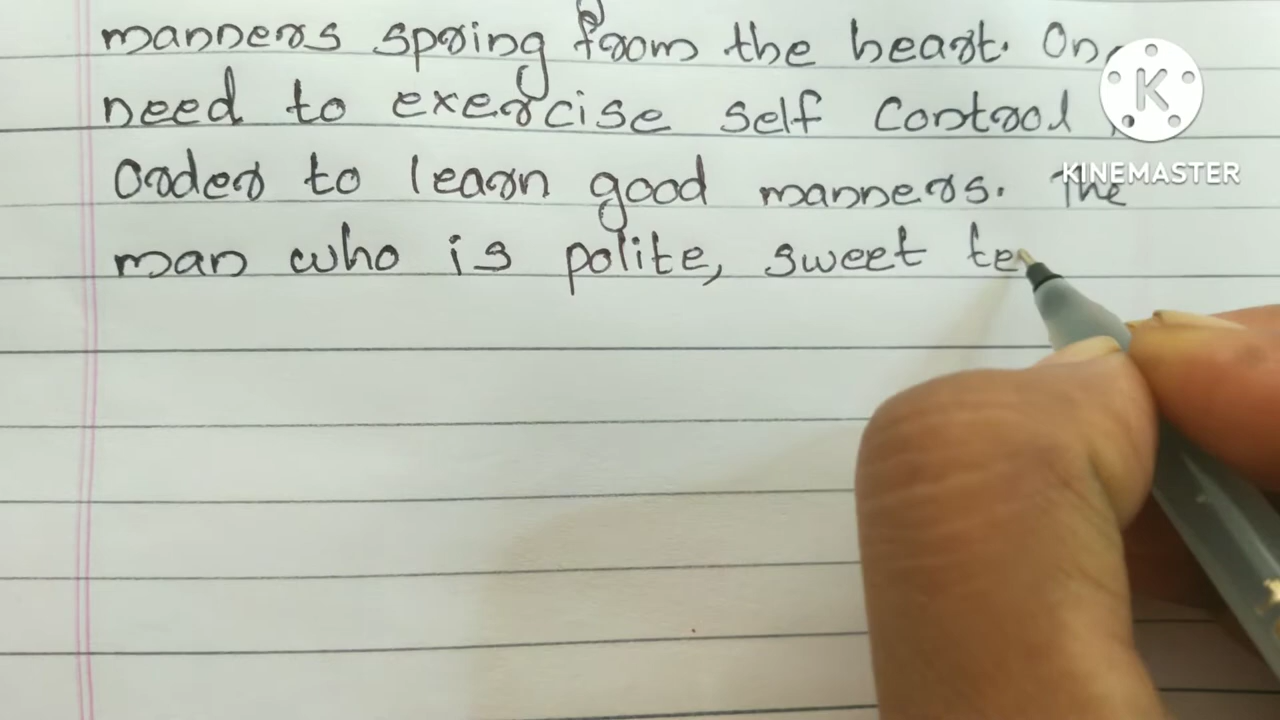 manners spring from the heart. On
need to exercise self control
order to learn good manners. The
man who is polite, sweet te
K
KINEMASTER